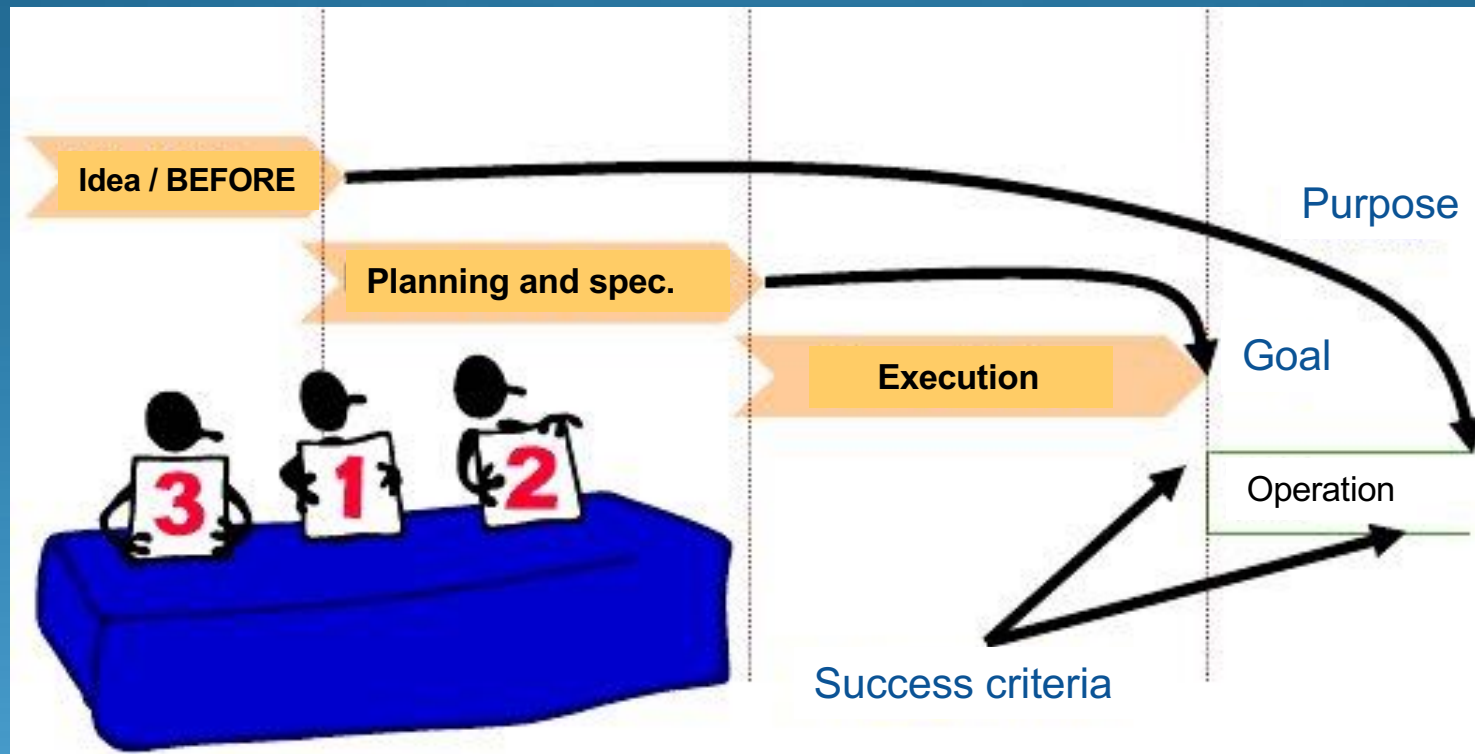 Idea / BEFORE
Purpose
Planning and spec.
Goal
Execution
3 1 2
Operation
Success criteria